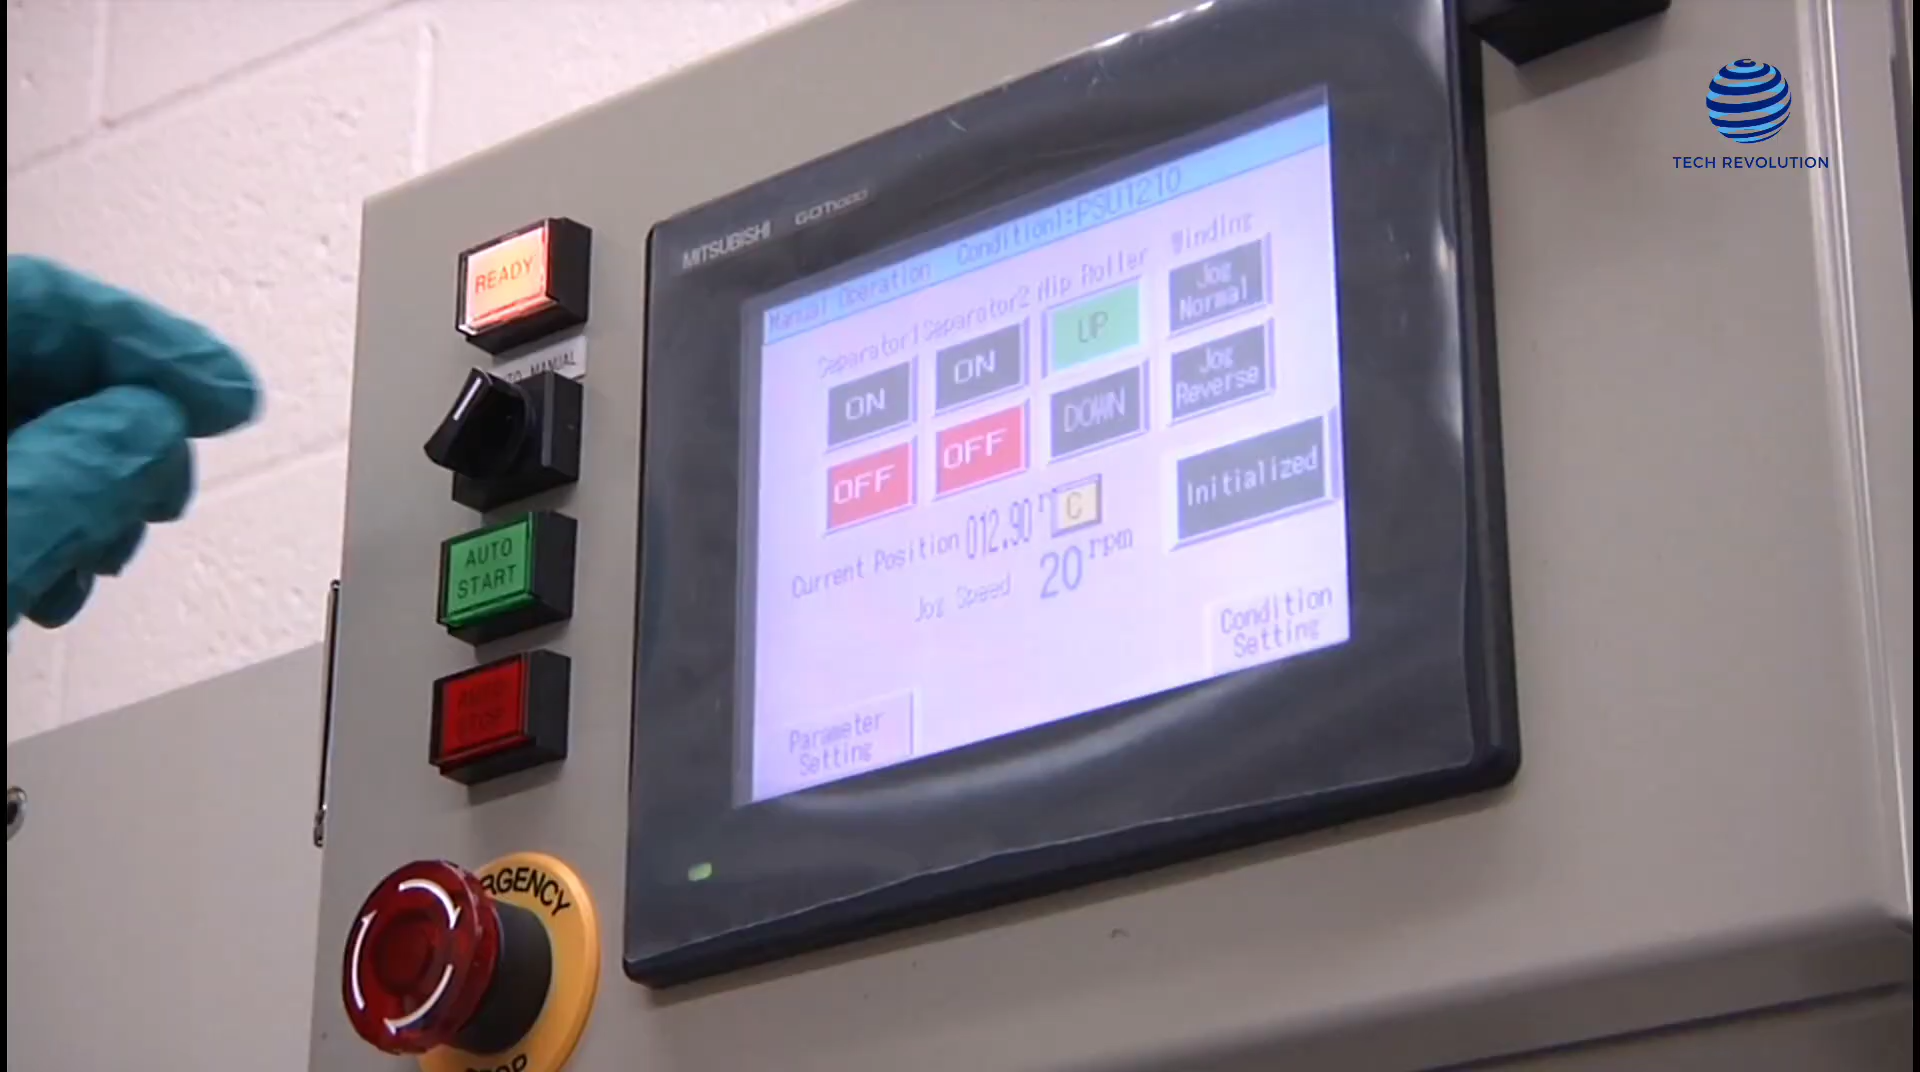 TECH REVOLUTION
MITSUBISHI GOT1000
READY
MANUAL
AUTO
START
AUTO
STOP
Manual Operation Condition1:PSU1210
Separator1 Separator2 Nip Roller Winding
ON ON UP Jog
Normal
OFF OFF DOWN Jog
Reverse
Initialized
Current Position 012.90 r C
Jog Speed 20 rpm
Condition
Setting
Parameter
Setting